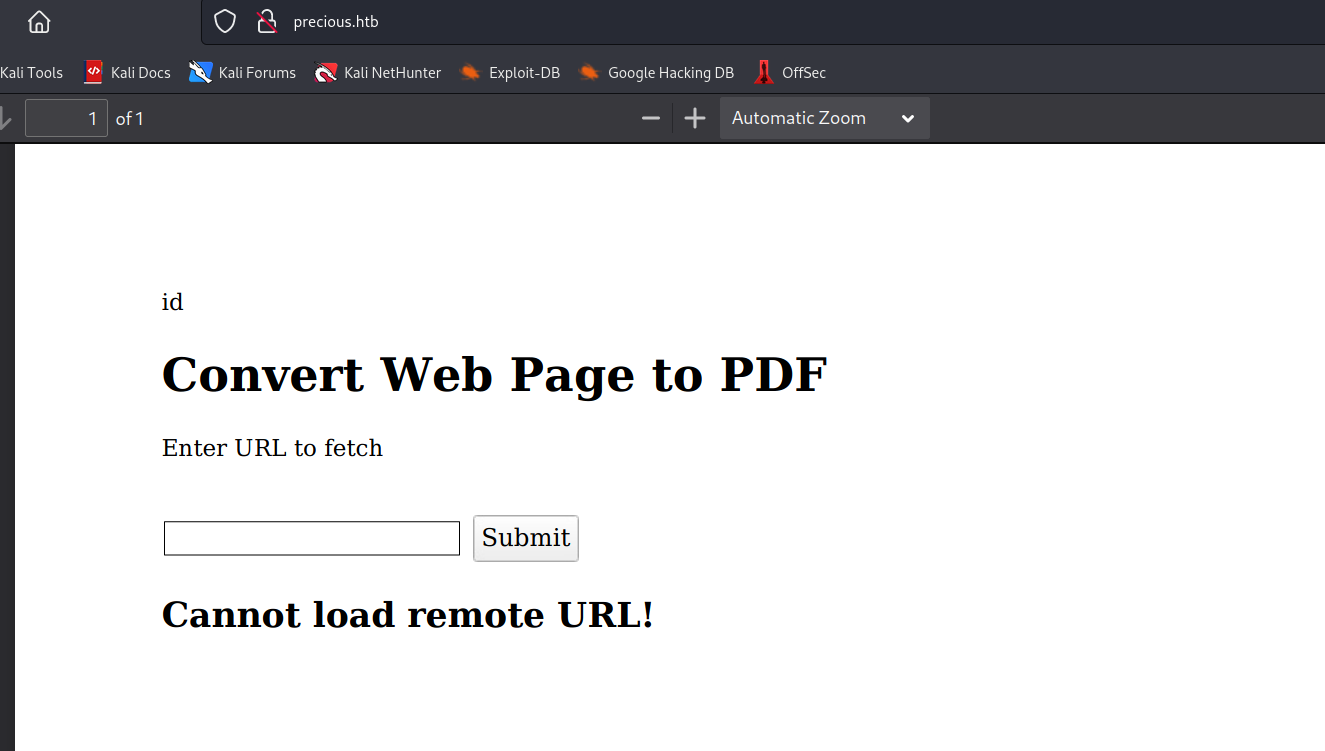 precious.htb
Kali Tools Kali Docs Kali Forums Kali NetHunter Exploit-DB Google Hacking DB OffSec
1 of 1 Automatic Zoom
id
Convert Web Page to PDF
Enter URL to fetch
Submit
Cannot load remote URL!